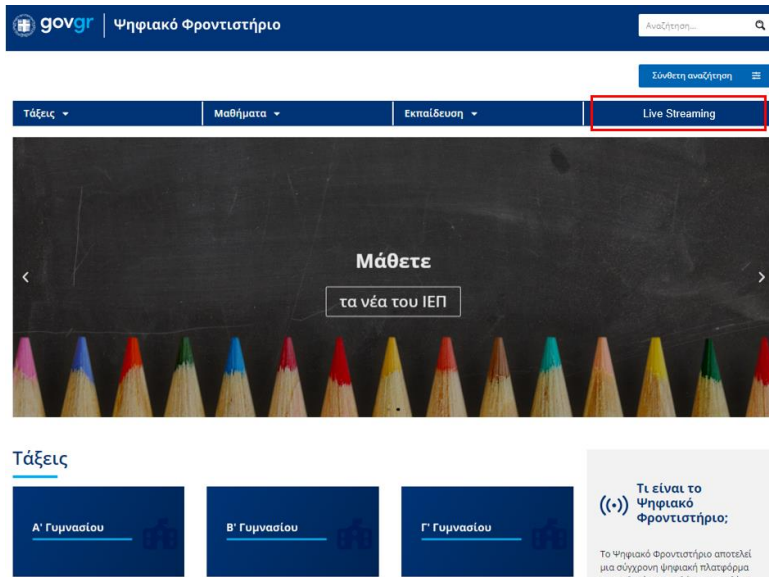 govgr Ψηφιακό Φροντιστήριο
Αναζήτηση...
Σύνθετη αναζήτηση
Τάξεις Μαθήματα Εκπαίδευση Live Streaming
Μάθετε
τα νέα του ΙΕΠ
Τάξεις
Α' Γυμνασίου
Β' Γυμνασίου
Γ' Γυμνασίου
Τι είναι το
Ψηφιακό
Φροντιστήριο;
Το Ψηφιακό Φροντιστήριο αποτελεί
μια σύγχρονη ψηφιακή πλατφόρμα